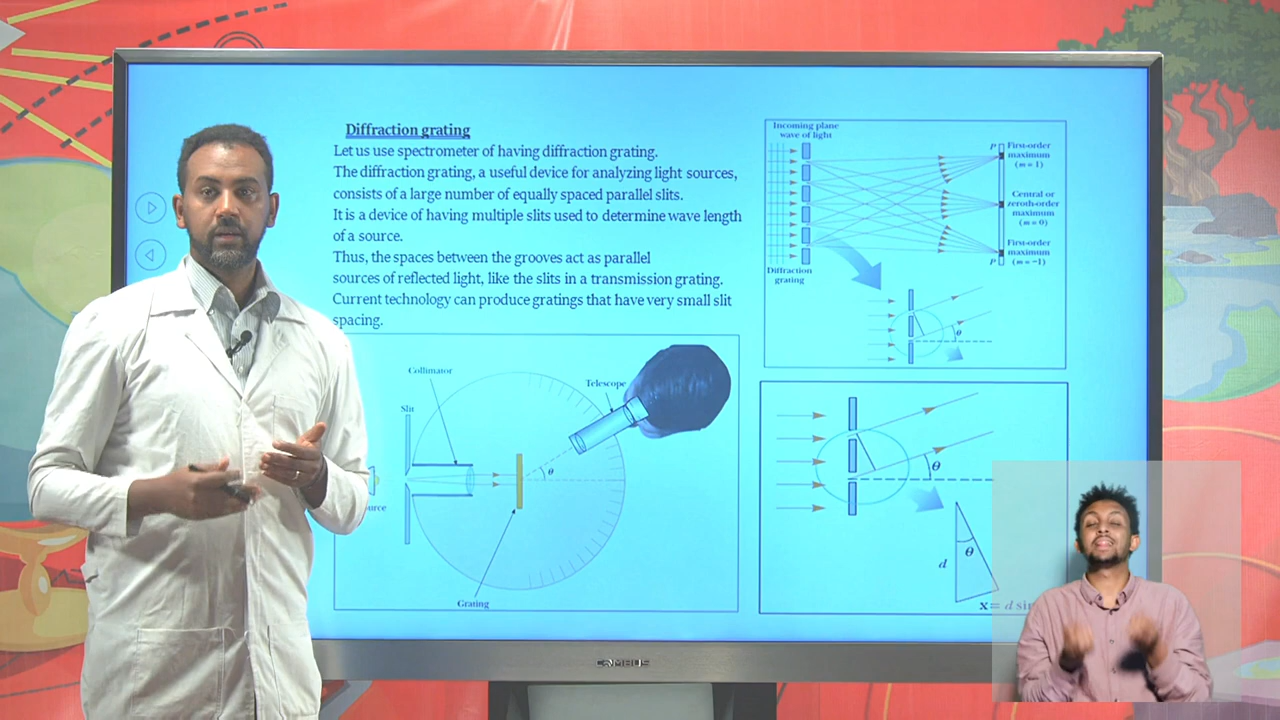 Diffraction grating
Let us use spectrometer of having diffraction grating.
The diffraction grating, a useful device for analyzing light sources,
consists of a large number of equally spaced parallel slits.
It is a device of having multiple slits used to determine wave length
of a source.
Thus, the spaces between the grooves act as parallel
sources of reflected light, like the slits in a transmission grating.
Current technology can produce gratings that have very small slit
spacing.
Collimator
Telescope
Slit
θ
urce
Grating
Incoming plane
wave of light
P
First-order
maximum
(m = 1)
Central or
zeroth-order
maximum
(m = 0)
First-order
maximum
(m = −1)
P
Diffraction
grating
θ
θ
θ
d
x = d sin
CAMBUS